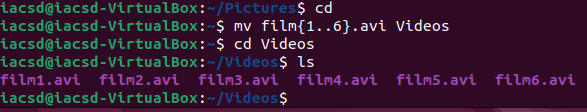 iacsd@iacsd-VirtualBox:~/Pictures$ cd
iacsd@iacsd-VirtualBox:~$ mv film{1..6}.avi Videos
iacsd@iacsd-VirtualBox:~$ cd Videos
iacsd@iacsd-VirtualBox:~/Videos$ ls
film1.avi film2.avi film3.avi film4.avi film5.avi film6.avi
iacsd@iacsd-VirtualBox:~/Videos$